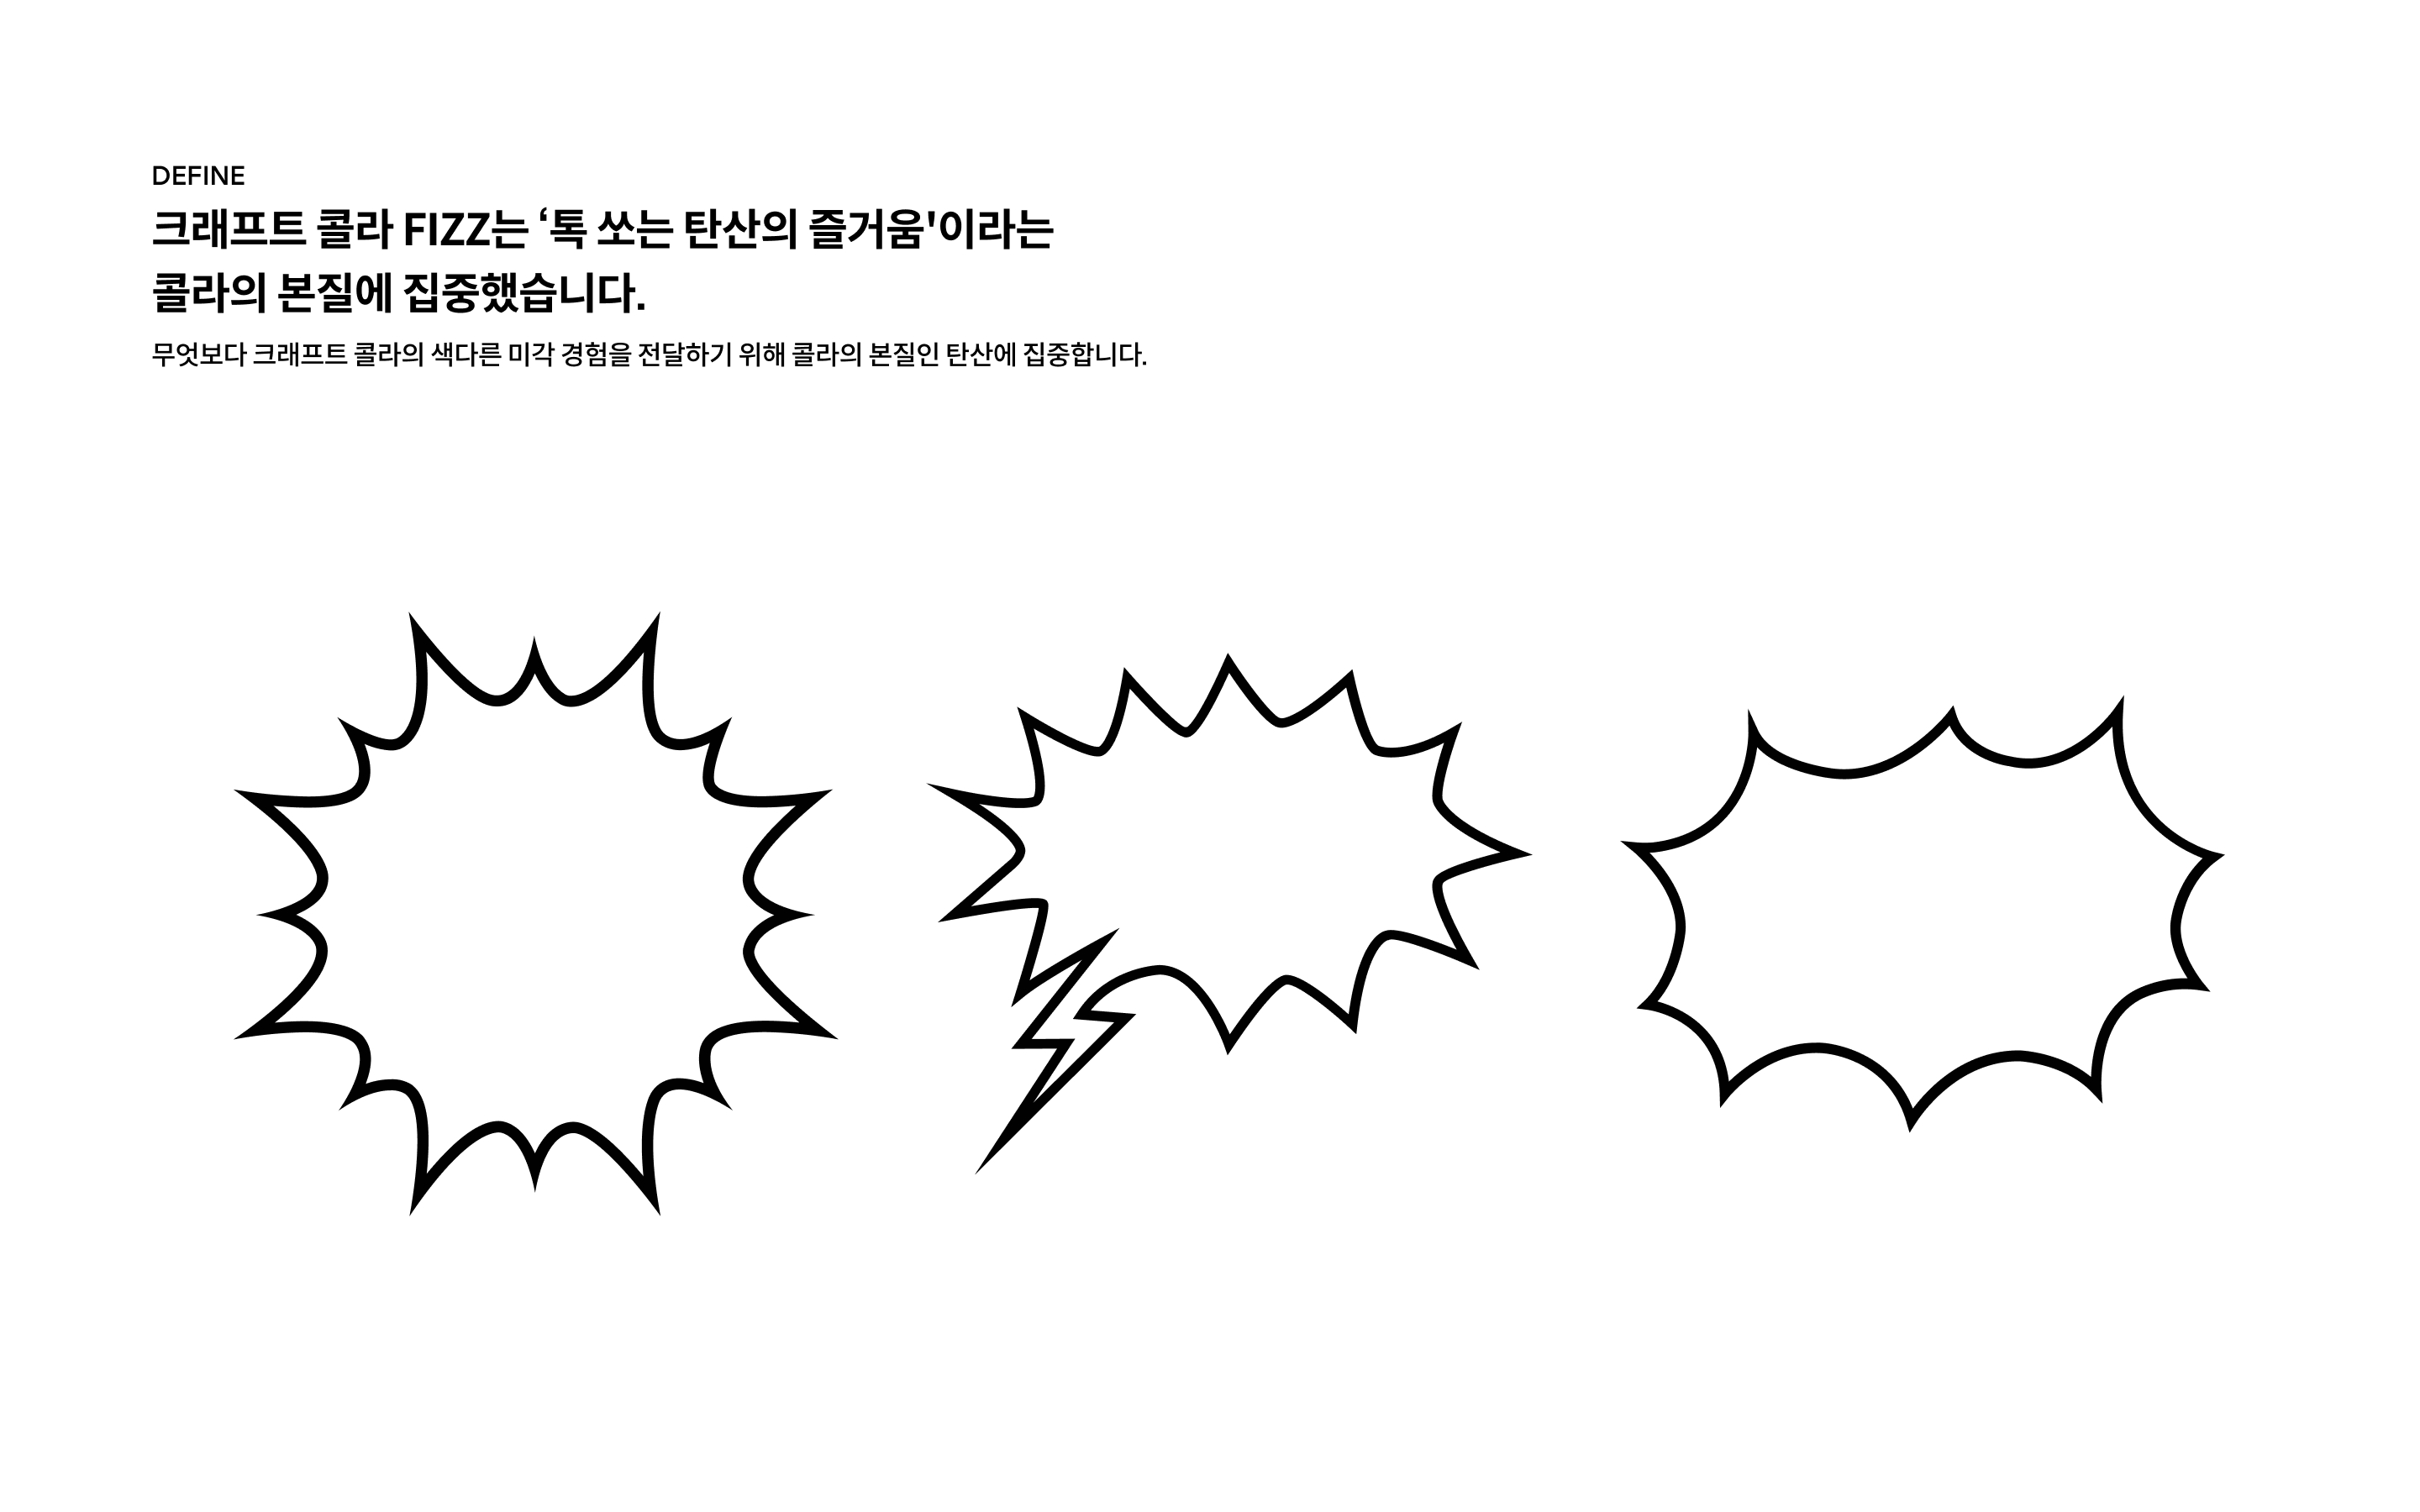 DEFINE
크래프트 콜라 FIZZ는 ‘톡 쏘는 탄산의 즐거움'이라는
콜라의 본질에 집중했습니다.
무엇보다 크래프트 콜라의 색다른 미각 경험을 전달하기 위해 콜라의 본질인 탄산에 집중합니다.